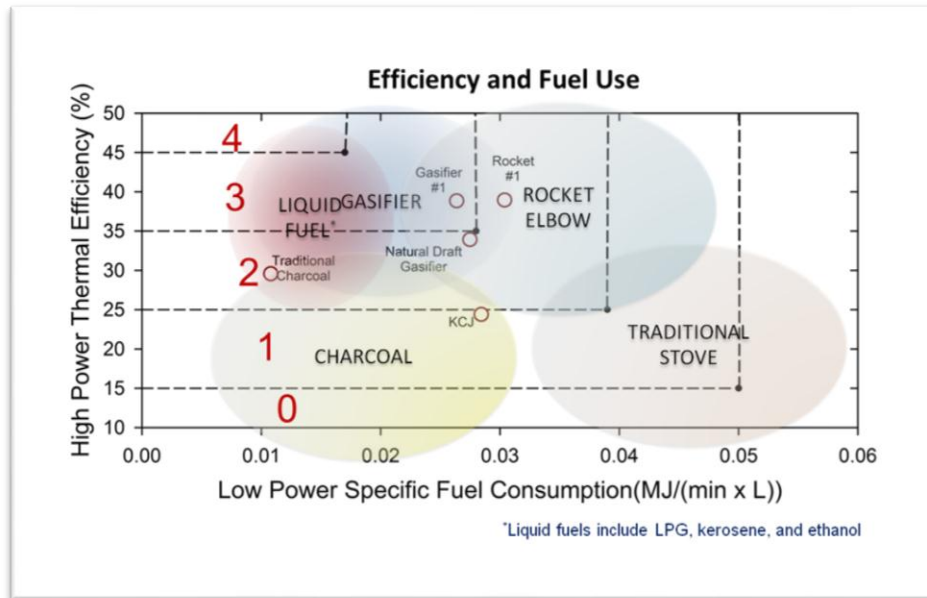 Efficiency and Fuel Use
High Power Thermal Efficiency (%)
50
45
40
35
30
25
20
15
10
4
3
2
1
0
Gasifier
#1
Rocket
#1
LIQUID
FUEL*
GASIFIER
ROCKET
ELBOW
Natural Draft
Gasifier
Traditional
Charcoal
KCJ
CHARCOAL
TRADITIONAL
STOVE
0.00 0.01 0.02 0.03 0.04 0.05 0.06
Low Power Specific Fuel Consumption(MJ/(min x L))
*Liquid fuels include LPG, kerosene, and ethanol